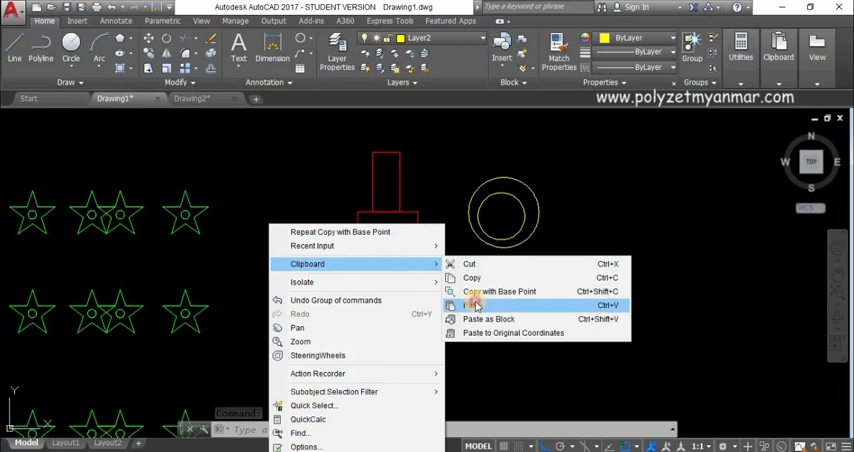 Autodesk AutoCAD 2017 - STUDENT VERSION Drawing1.dwg
Type a keyword or phrase
Sign In
Home Insert Annotate Parametric View Manage Output Add-ins A360 Express Tools Featured Apps
Line Polyline Circle Arc Text Dimension Layer Properties Layer2 Insert Match Properties ByLayer ByLayer ByLayer Group Utilities Clipboard View
Draw Modify Annotation Layers Block Properties Groups
Start Drawing1* Drawing2*
www.polyzetmyanmar.com
N
W TOP E
S
WCS
Repeat Copy with Base Point
Recent Input
Clipboard
Isolate
Undo Group of commands
Redo Ctrl+Y
Pan
Zoom
SteeringWheels
Action Recorder
Subobject Selection Filter
Quick Select...
QuickCalc
Find...
Options...
Cut Ctrl+X
Copy Ctrl+C
Copy with Base Point Ctrl+Shift+C
Ctrl+V
Paste as Block Ctrl+Shift+V
Paste to Original Coordinates
Y
X
Command:
Type a
Model Layout1 Layout2
MODEL 1:1